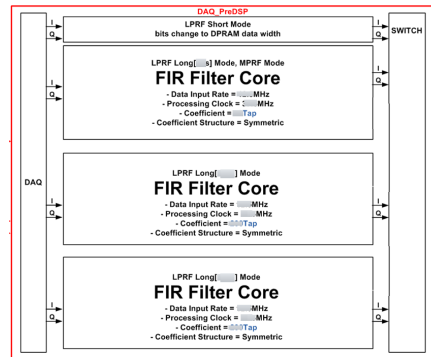 DAQ_PreDSP
LPRF Short Mode
bits change to DPRAM data width
I
Q
I
Q
SWITCH
LPRF Long[ s] Mode, MPRF Mode
FIR Filter Core
- Data Input Rate = MHz
- Processing Clock = MHz
- Coefficient = Tap
- Coefficient Structure = Symmetric
I
Q
I
Q
DAQ
LPRF Long[ ] Mode
FIR Filter Core
- Data Input Rate = MHz
- Processing Clock = MHz
- Coefficient = Tap
- Coefficient Structure = Symmetric
I
Q
I
Q
LPRF Long[ ] Mode
FIR Filter Core
- Data Input Rate = MHz
- Processing Clock = MHz
- Coefficient = Tap
- Coefficient Structure = Symmetric
I
Q
I
Q